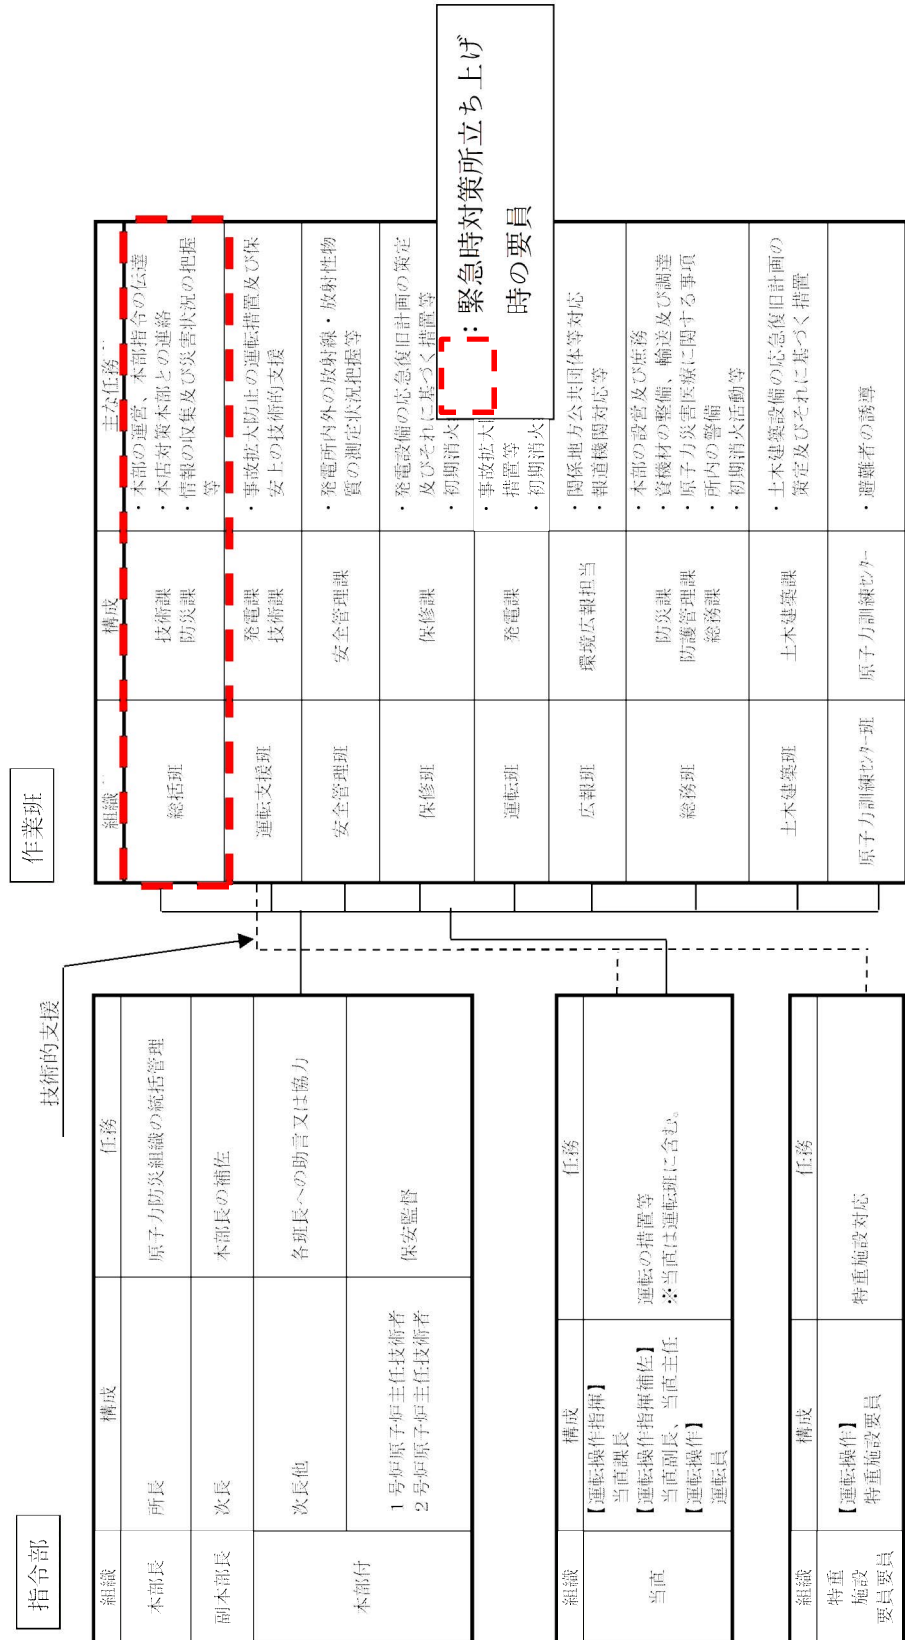 指令部
組織
構成
任務
本部長
所長
原子力防災組織の統括管理
副本部長
次長
本部長の補佐
本部付
次長他
各班長への助言又は協力
1号炉原子炉主任技術者
2号炉原子炉主任技術者
保安監督
組織
構成
任務
当直
【運転操作指揮】
当直課長
【運転操作指揮補佐】
当直副長、当直主任
【運転操作】
運転員
運転の措置等
※当直は運転班に含む。
組織
構成
任務
特重
施設
要員要員
【運転操作】
特重施設要員
特重施設対応
技術的支援
作業班
組織
構成
主な任務
総括班
技術課
防災課
・本部の運営、本部指令の伝達
・本店対策本部との連絡
・情報の収集及び災害状況の把握
等
運転支援班
発電課
技術課
・事故拡大防止の運転措置及び保
安上の技術的支援
安全管理班
安全管理課
・発電所内外の放射線・放射性物
質の測定状況把握等
保修班
保修課
・発電設備の応急復旧計画の策定
及びそれに基づく措置等
・初期消火
運転班
発電課
・事故拡大
措置等
・初期消火
広報班
環境広報担当
・関係地方公共団体等対応
・報道機関対応等
総務班
防災課
防護管理課
総務課
・本部の設営及び庶務
・資機材の整備、輸送及び調達
・原子力災害医療に関する事項
・所内の警備
・初期消火活動等
土木建築班
土木建築課
・土木建築設備の応急復旧計画の
策定及びそれに基づく措置
原子力訓練センター班
原子力訓練センター
・避難者の誘導
：緊急時対策所立ち上げ
時の要員